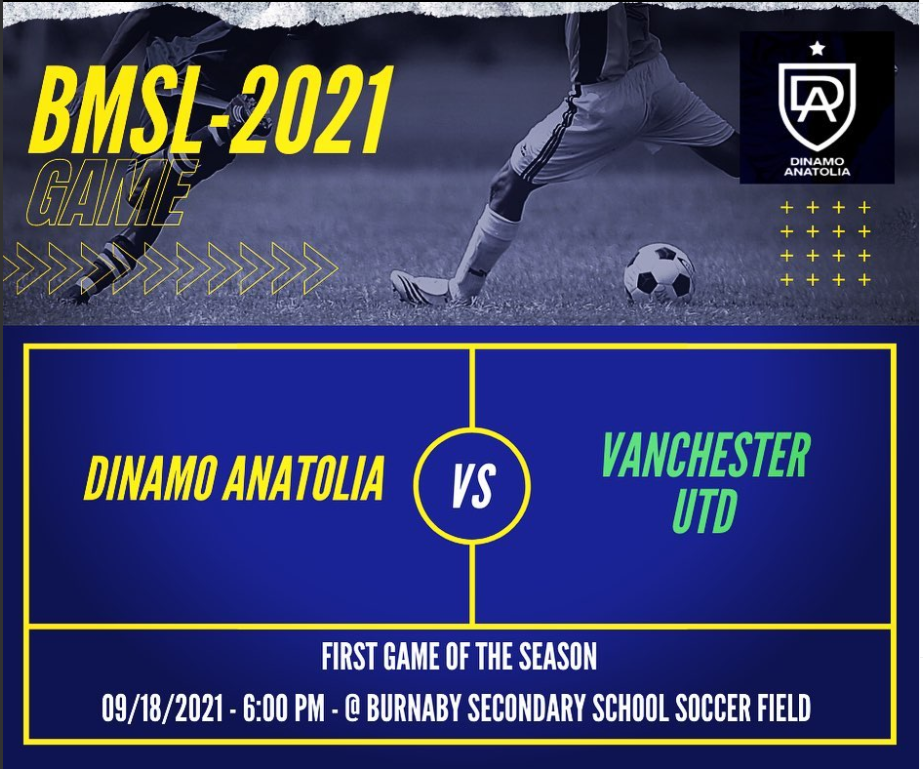 BMSL-2021
GAME
DA
DINAMO
ANATOLIA
DINAMO ANATOLIA
VS
VANCHESTER
UTD
FIRST GAME OF THE SEASON
09/18/2021 - 6:00 PM - @ BURNABY SECONDARY SCHOOL SOCCER FIELD